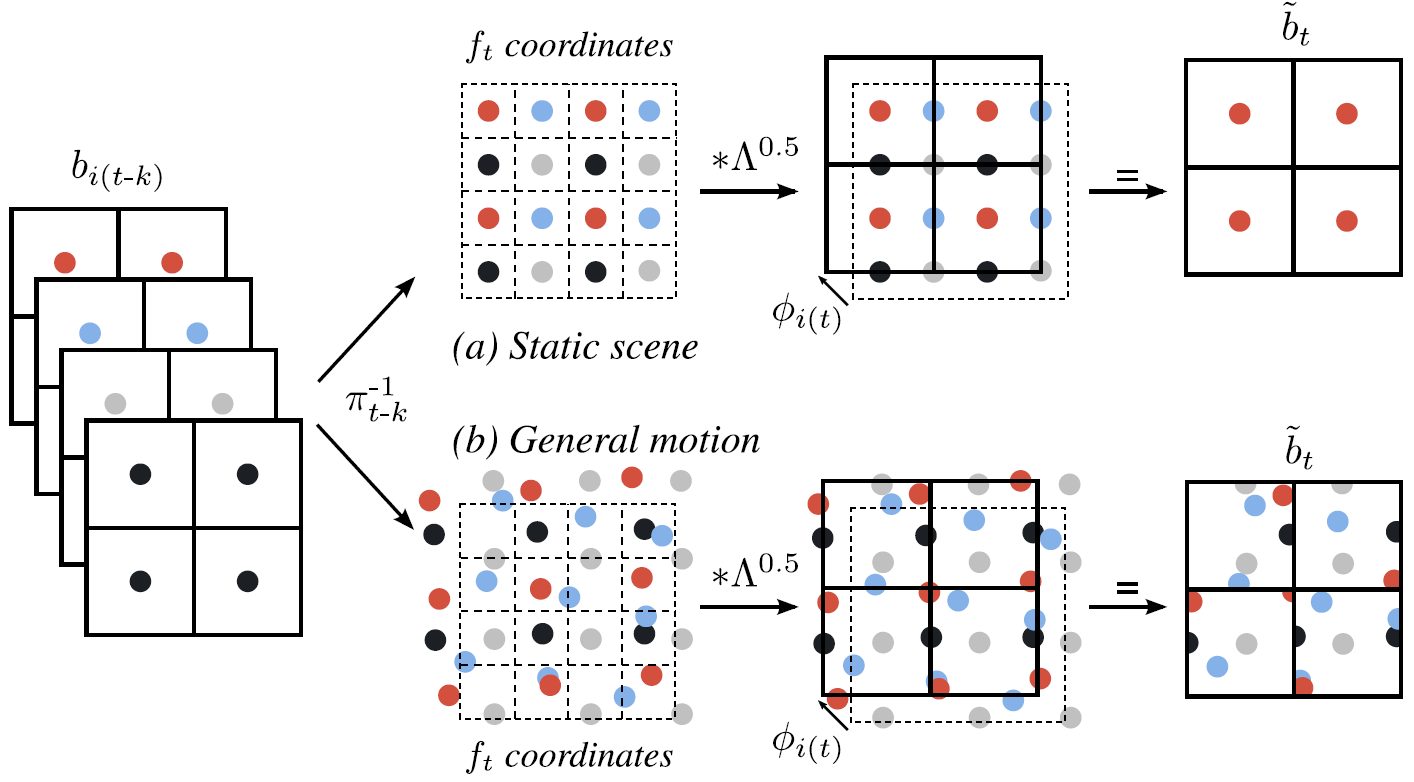 b_{i(t-k)}
f_t coordinates
*Λ^{0.5}
=
b̃_t
ϕ_{i(t)}
(a) Static scene
π^{-1}_{t-k}
(b) General motion
*Λ^{0.5}
=
b̃_t
ϕ_{i(t)}
f_t coordinates